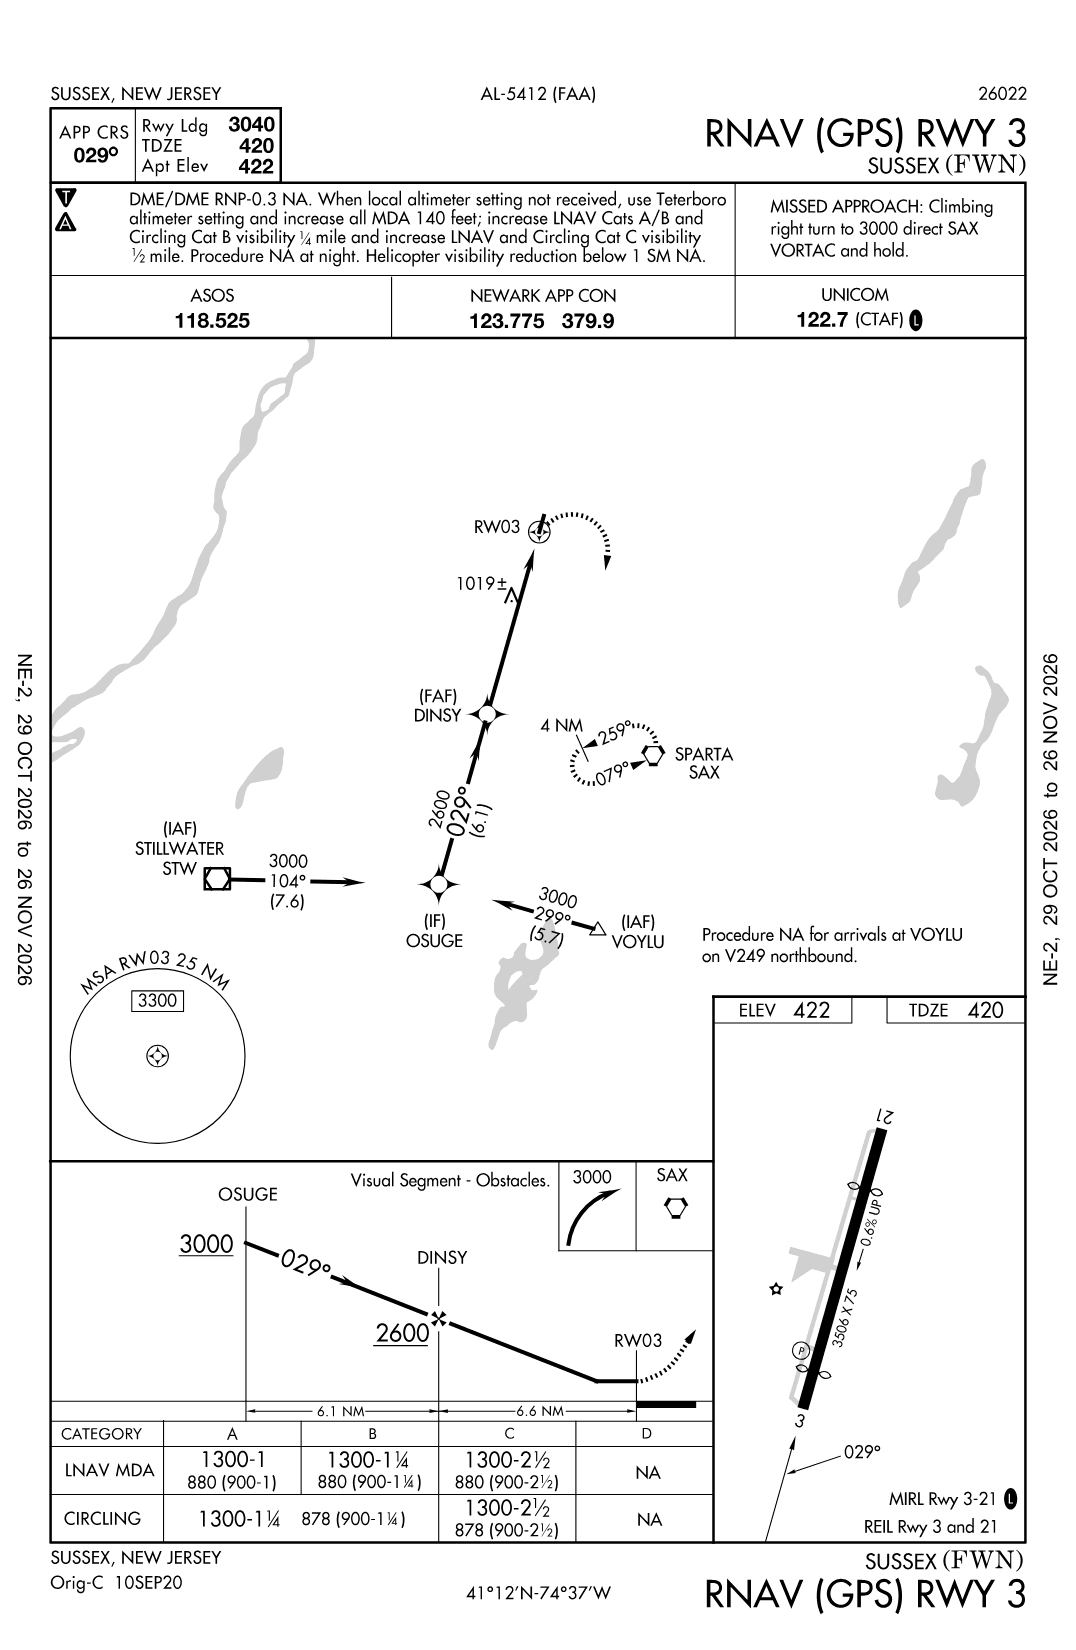 SUSSEX, NEW JERSEY
AL-5412 (FAA)
26022
APP CRS
029°
Rwy Ldg 3040
TDZE 420
Apt Elev 422
RNAV (GPS) RWY 3
SUSSEX (FWN)
T
A
DME/DME RNP-0.3 NA. When local altimeter setting not received, use Teterboro
altimeter setting and increase all MDA 140 feet; increase LNAV Cats A/B and
Circling Cat B visibility ¼ mile and increase LNAV and Circling Cat C visibility
½ mile. Procedure NA at night. Helicopter visibility reduction below 1 SM NA.
MISSED APPROACH: Climbing
right turn to 3000 direct SAX
VORTAC and hold.
ASOS
118.525
NEWARK APP CON
123.775 379.9
UNICOM
122.7 (CTAF) L
RW03
1019±
(FAF)
DINSY
4 NM
259°
079°
SPARTA
SAX
2600
029°
(6.1)
(IAF)
STILLWATER
STW
3000
104°
(7.6)
(IF)
OSUGE
3000
299°
(5.7)
(IAF)
VOYLU
Procedure NA for arrivals at VOYLU
on V249 northbound.
MSA RW03 25 NM
3300
ELEV 422
TDZE 420
21
0.6% UP
3506 X 75
P
3
029°
MIRL Rwy 3-21 L
REIL Rwy 3 and 21
Visual Segment - Obstacles.
3000
SAX
OSUGE
3000
029°
DINSY
2600
RW03
6.1 NM
6.6 NM
CATEGORY A B C D
LNAV MDA
1300-1
880 (900-1)
1300-1¼
880 (900-1¼)
1300-2½
880 (900-2½)
NA
CIRCLING
1300-1¼ 878 (900-1¼)
1300-2½
878 (900-2½)
NA
SUSSEX, NEW JERSEY
Orig-C 10SEP20
41°12'N-74°37'W
SUSSEX (FWN)
RNAV (GPS) RWY 3
NE-2, 29 OCT 2026 to 26 NOV 2026
NE-2, 29 OCT 2026 to 26 NOV 2026